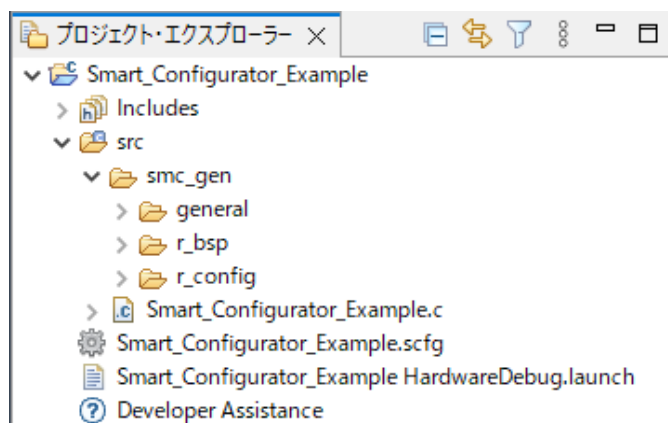 プロジェクト・エクスプローラー
Smart_Configurator_Example
Includes
src
smc_gen
general
r_bsp
r_config
Smart_Configurator_Example.c
Smart_Configurator_Example.scfg
Smart_Configurator_Example HardwareDebug.launch
Developer Assistance